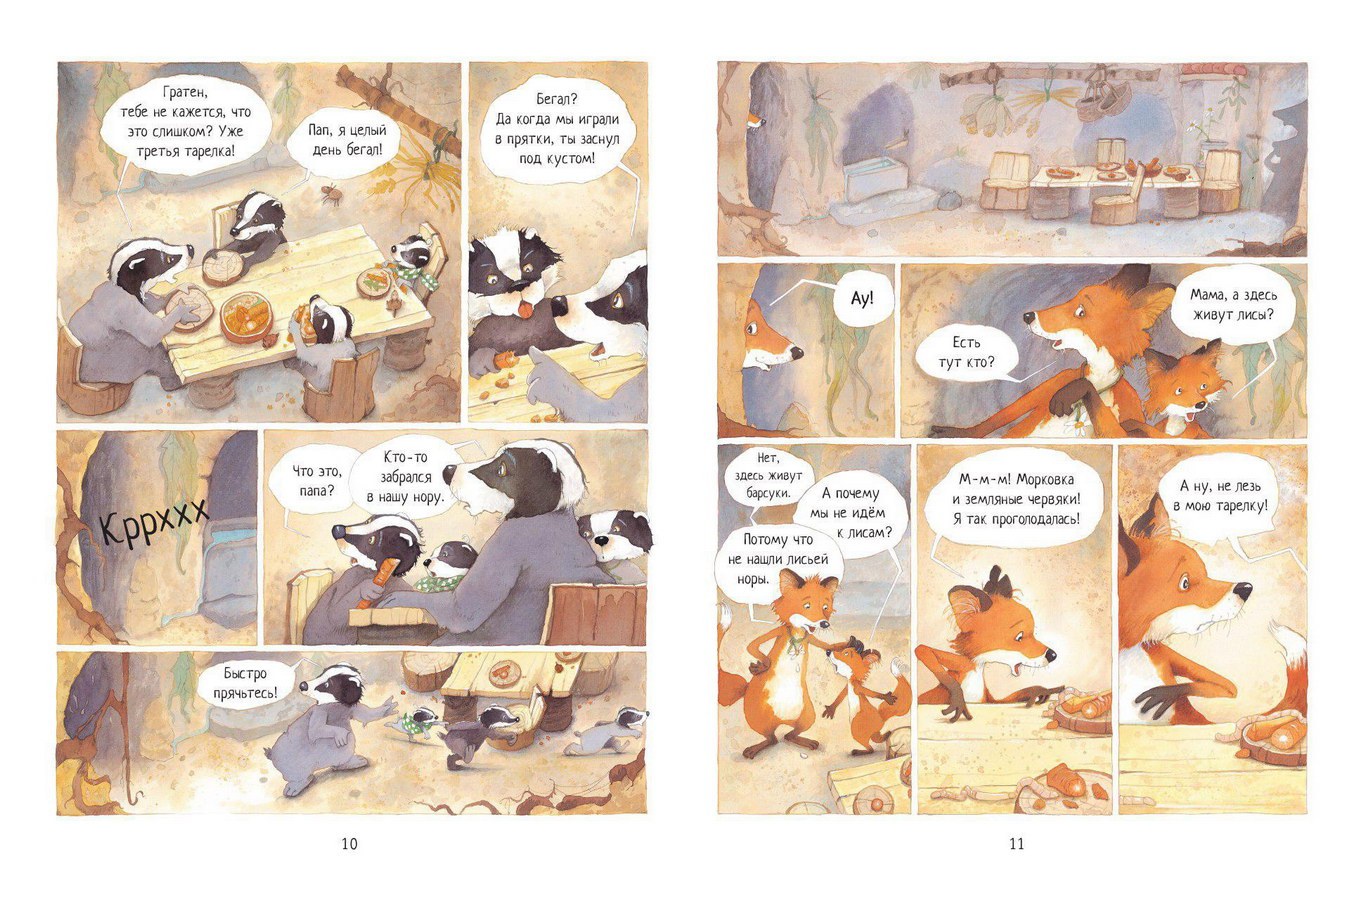 Гратен,
тебе не кажется, что
это слишком? Уже
третья тарелка!
Пап, я целый
день бегал!
Бегал?
Да когда мы играли
в прятки, ты заснул
под кустом!
Кррххх
Что это,
папа?
Кто-то
забрался
в нашу нору.
Быстро
прячьтесь!
10
Ау!
Есть
тут кто?
Мама, а здесь
живут лисы?
Нет,
здесь живут
барсуки.
А почему
мы не идём
к лисам?
Потому что
не нашли лисьей
норы.
М-м-м! Морковка
и земляные червяки!
Я так проголодалась!
А ну, не лезь
в мою тарелку!
11